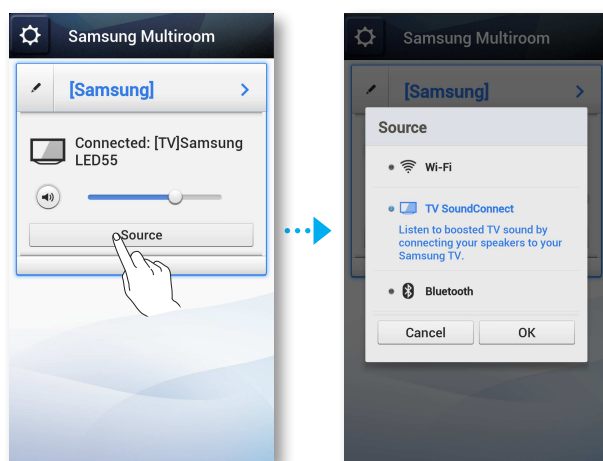 Samsung Multiroom
[Samsung]
Connected: [TV]Samsung
LED55
Source
Samsung Multiroom
[Samsung]
Source
Wi-Fi
TV SoundConnect
Listen to boosted TV sound by
connecting your speakers to your
Samsung TV.
Bluetooth
Cancel OK